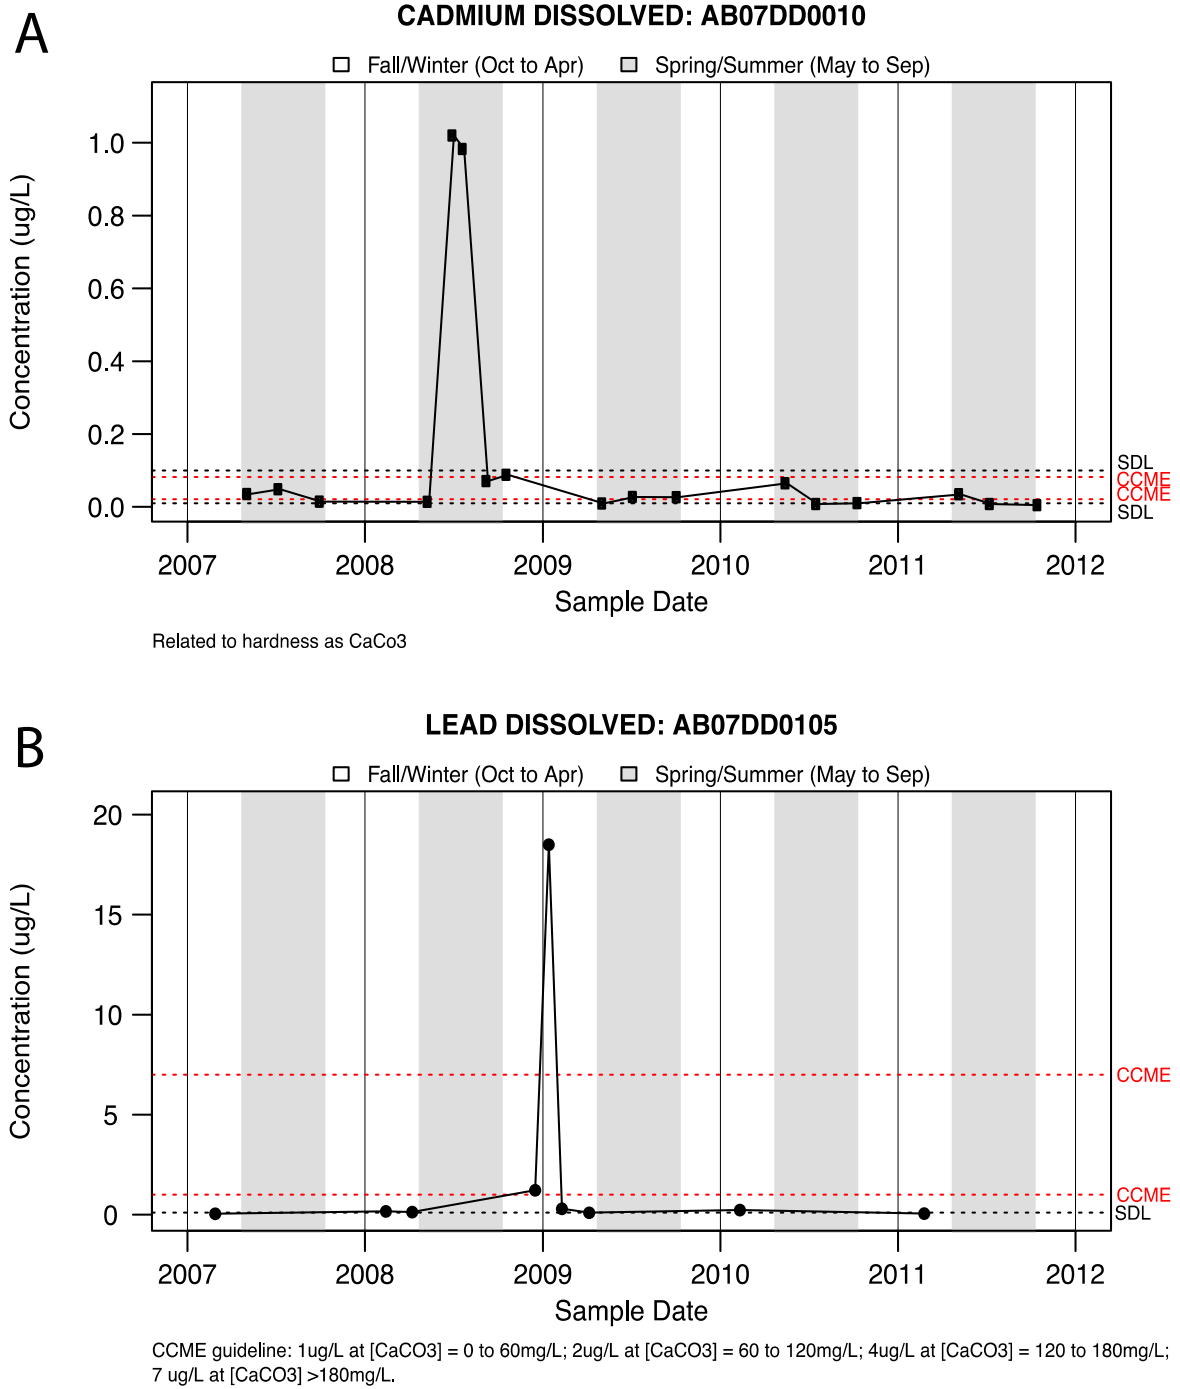 A
CADMIUM DISSOLVED: AB07DD0010
Fall/Winter (Oct to Apr) Spring/Summer (May to Sep)
Concentration (ug/L)
1.0
0.8
0.6
0.4
0.2
0.0
SDL
CCME
CCME
SDL
2007 2008 2009 2010 2011 2012
Sample Date
Related to hardness as CaCo3
B
LEAD DISSOLVED: AB07DD0105
Fall/Winter (Oct to Apr) Spring/Summer (May to Sep)
Concentration (ug/L)
20
15
10
5
0
CCME
CCME
SDL
2007 2008 2009 2010 2011 2012
Sample Date
CCME guideline: 1ug/L at [CaCO3] = 0 to 60mg/L; 2ug/L at [CaCO3] = 60 to 120mg/L; 4ug/L at [CaCO3] = 120 to 180mg/L;
7 ug/L at [CaCO3] >180mg/L.